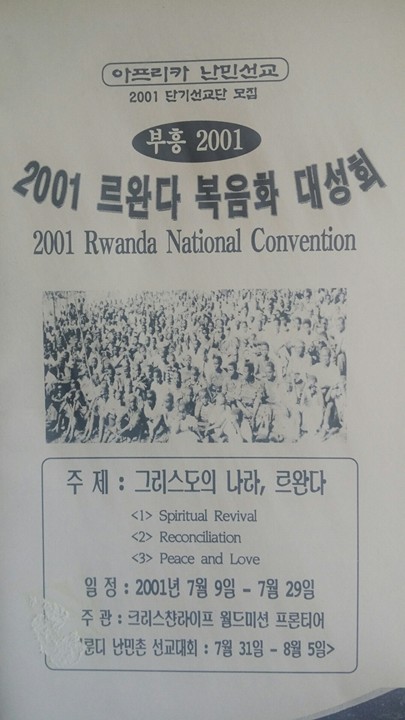 아프리카 난민선교
2001 단기선교단 모집
부흥 2001
2001 르완다 복음화 대성회
2001 Rwanda National Convention
주 제 : 그리스도의 나라, 르완다
<1> Spiritual Revival
<2> Reconciliation
<3> Peace and Love
일 정 : 2001년 7월 9일 - 7월 29일
주 관 : 크리스챤라이프 월드미션 프론티어
난민촌 선교대회 : 7월 31일 - 8월 5일>